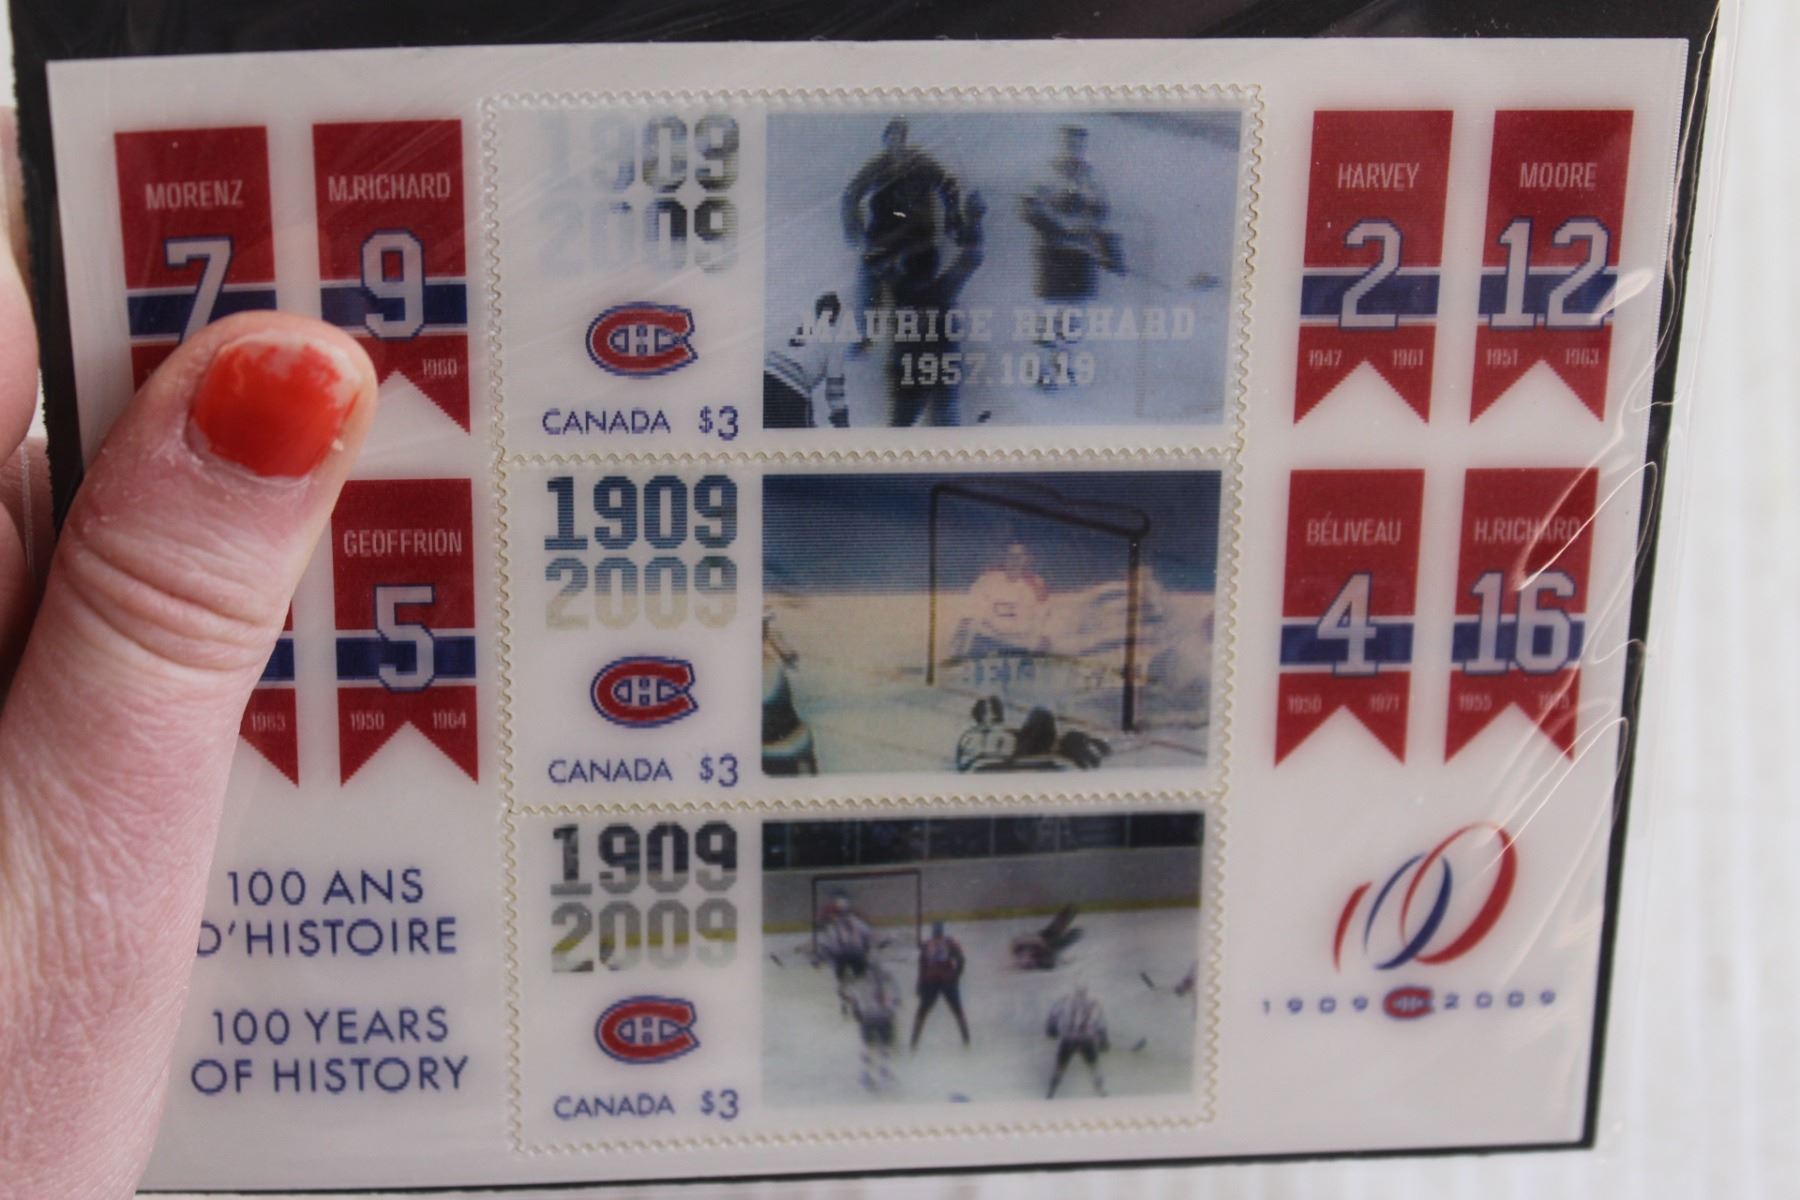 MORENZ
7
M.RICHARD
9
1960
GEOFFRION
5
1963
1950 1964
100 ANS
D'HISTOIRE
100 YEARS
OF HISTORY
1909
2009
CANADA $3
MAURICE RICHARD
1957.10.19
1909
2009
CANADA $3
1909
2009
CANADA $3
HARVEY
2
1947 1961
MOORE
12
1951 1963
BÉLIVEAU
4
1950 1971
H.RICHARD
16
1955 1975
100
1909 2009